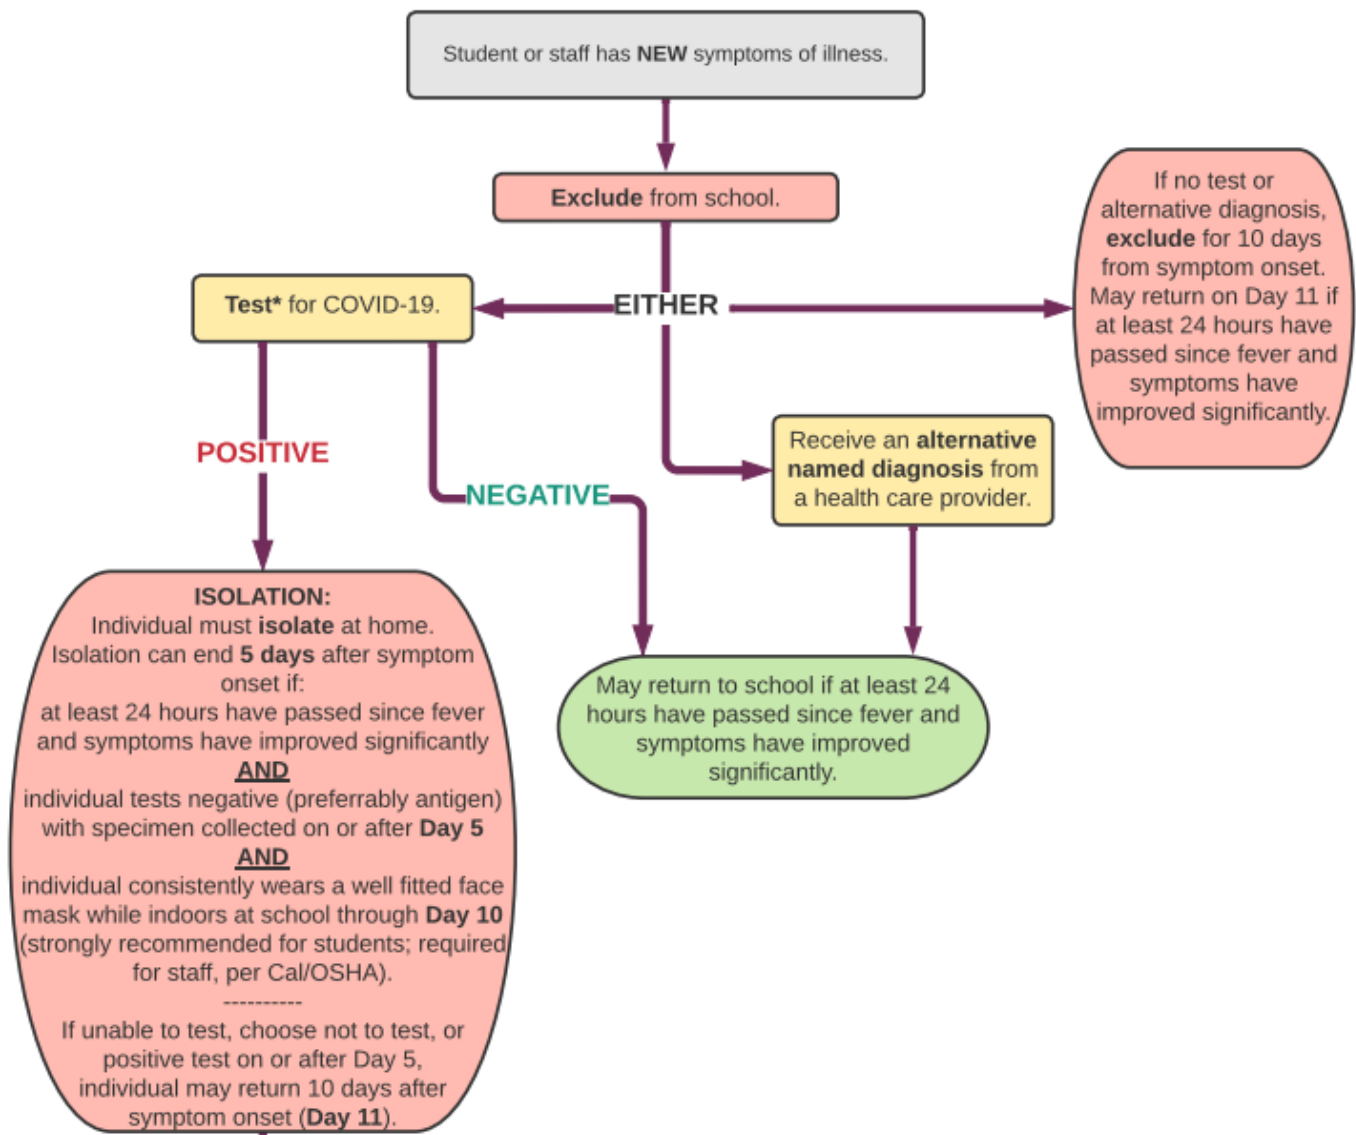 Student or staff has NEW symptoms of illness.
Exclude from school.
If no test or
alternative diagnosis,
exclude for 10 days
from symptom onset.
May return on Day 11 if
at least 24 hours have
passed since fever and
symptoms have
improved significantly.
Test* for COVID-19.
EITHER
POSITIVE
NEGATIVE
Receive an alternative
named diagnosis from
a health care provider.
ISOLATION:
Individual must isolate at home.
Isolation can end 5 days after symptom
onset if:
at least 24 hours have passed since fever
and symptoms have improved significantly
AND
individual tests negative (preferrably antigen)
with specimen collected on or after Day 5
AND
individual consistently wears a well fitted face
mask while indoors at school through Day 10
(strongly recommended for students; required
for staff, per Cal/OSHA).
----------
If unable to test, choose not to test, or
positive test on or after Day 5,
individual may return 10 days after
symptom onset (Day 11).
May return to school if at least 24
hours have passed since fever and
symptoms have improved
significantly.